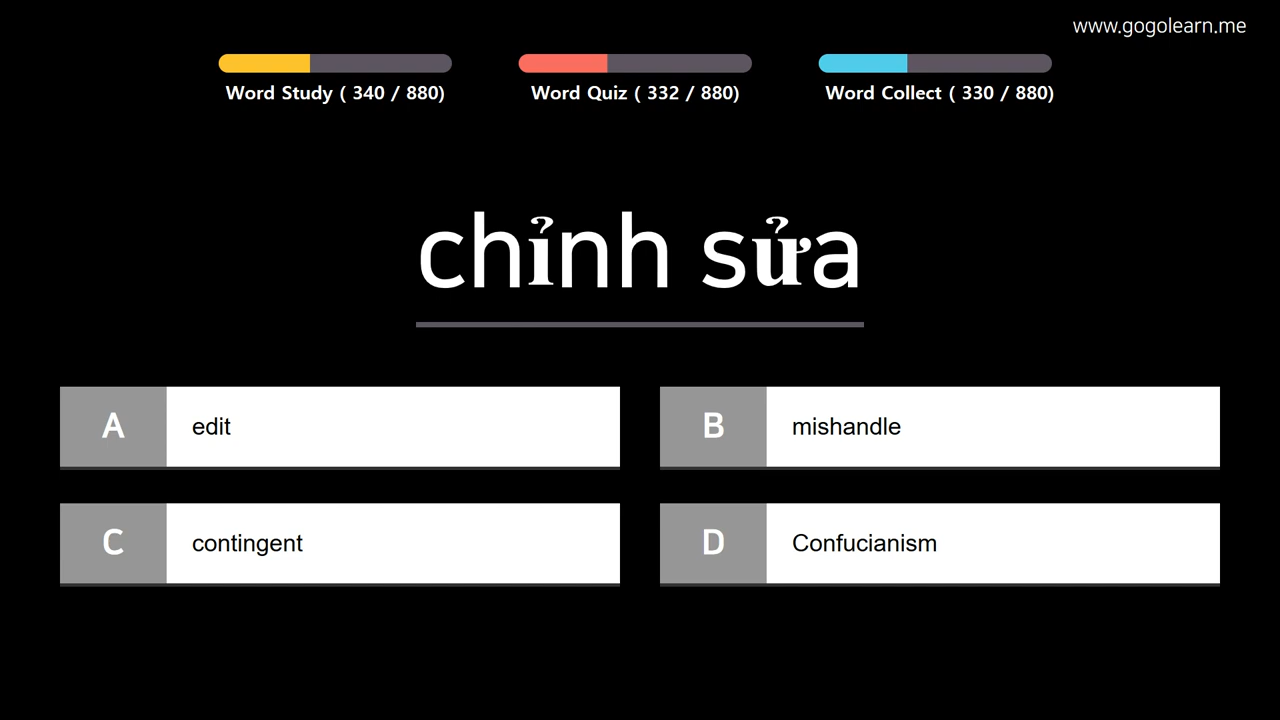 www.gogolearn.me
Word Study ( 340 / 880)
Word Quiz ( 332 / 880)
Word Collect ( 330 / 880)
chỉnh sửa
A edit
B mishandle
C contingent
D Confucianism